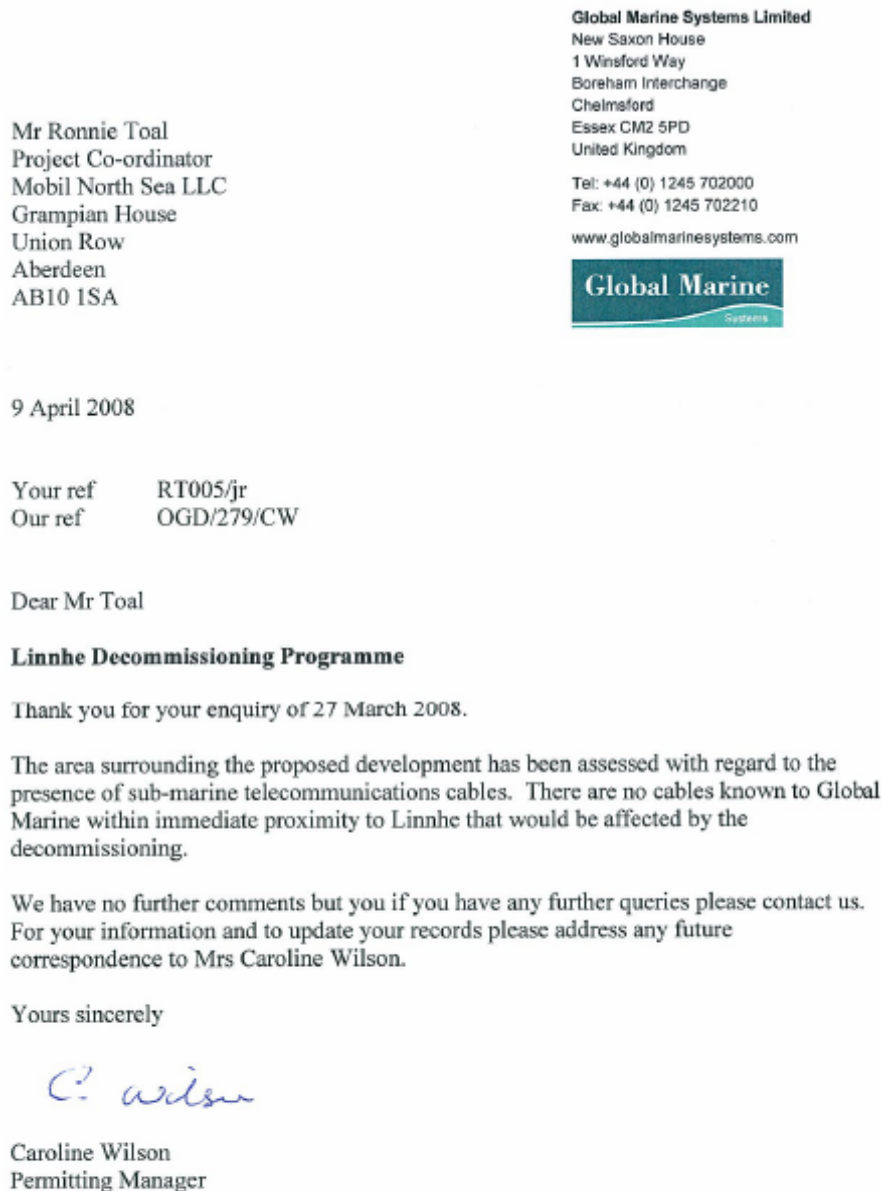 Global Marine Systems Limited
New Saxon House
1 Winsford Way
Boreham Interchange
Chelmsford
Essex CM2 5PD
United Kingdom
Tel: +44 (0) 1245 702000
Fax: +44 (0) 1245 702210
www.globalmarinesystems.com
Global Marine
Systems
Mr Ronnie Toal
Project Co-ordinator
Mobil North Sea LLC
Grampian House
Union Row
Aberdeen
AB10 1SA
9 April 2008
Your ref RT005/jr
Our ref OGD/279/CW
Dear Mr Toal
Linnhe Decommissioning Programme
Thank you for your enquiry of 27 March 2008.
The area surrounding the proposed development has been assessed with regard to the
presence of sub-marine telecommunications cables. There are no cables known to Global
Marine within immediate proximity to Linnhe that would be affected by the
decommissioning.
We have no further comments but you if you have any further queries please contact us.
For your information and to update your records please address any future
correspondence to Mrs Caroline Wilson.
Yours sincerely
C. Wilson
Caroline Wilson
Permitting Manager